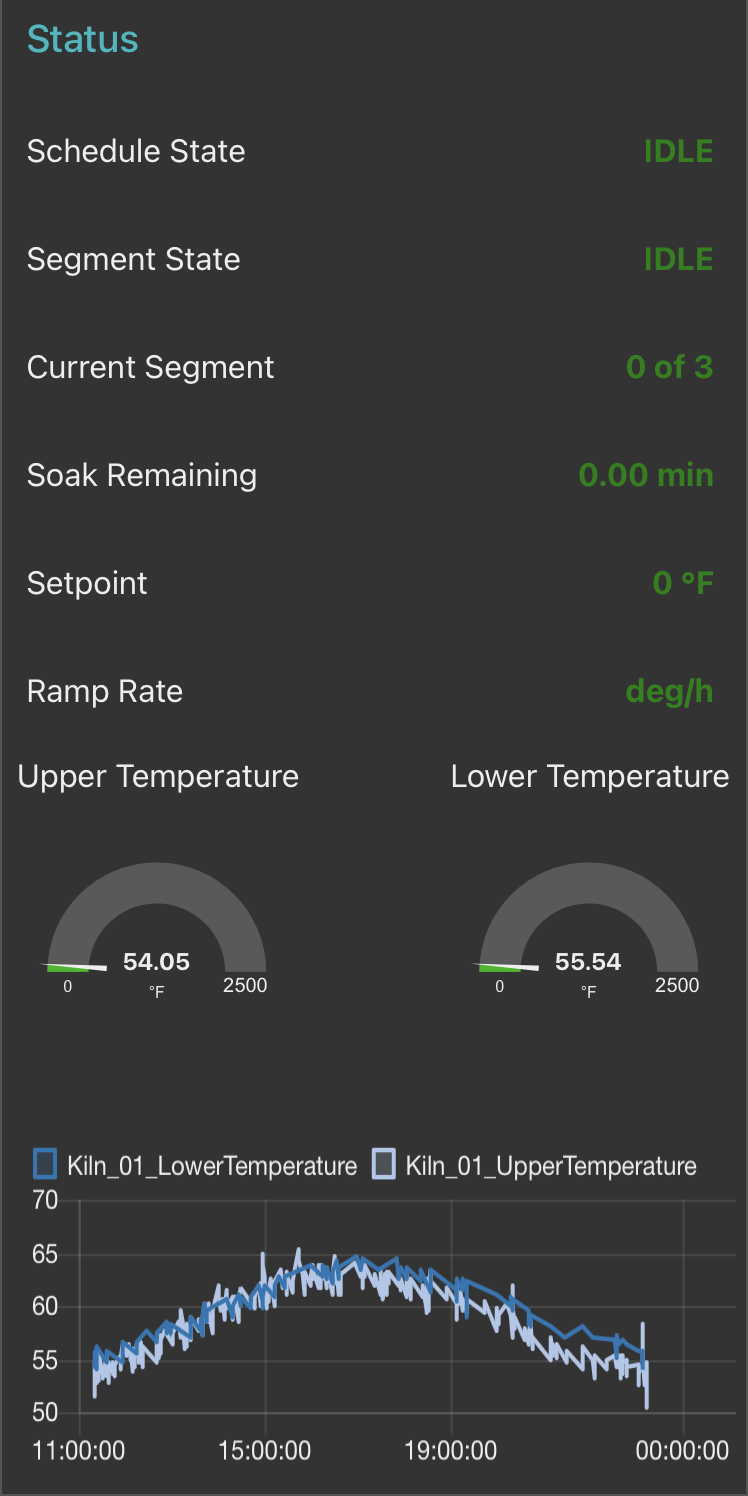 Status
Schedule State IDLE
Segment State IDLE
Current Segment 0 of 3
Soak Remaining 0.00 min
Setpoint 0 °F
Ramp Rate deg/h
Upper Temperature Lower Temperature
54.05 55.54
0 °F 2500 0 °F 2500
Kiln_01_LowerTemperature Kiln_01_UpperTemperature
70
65
60
55
50
11:00:00 15:00:00 19:00:00 00:00:00